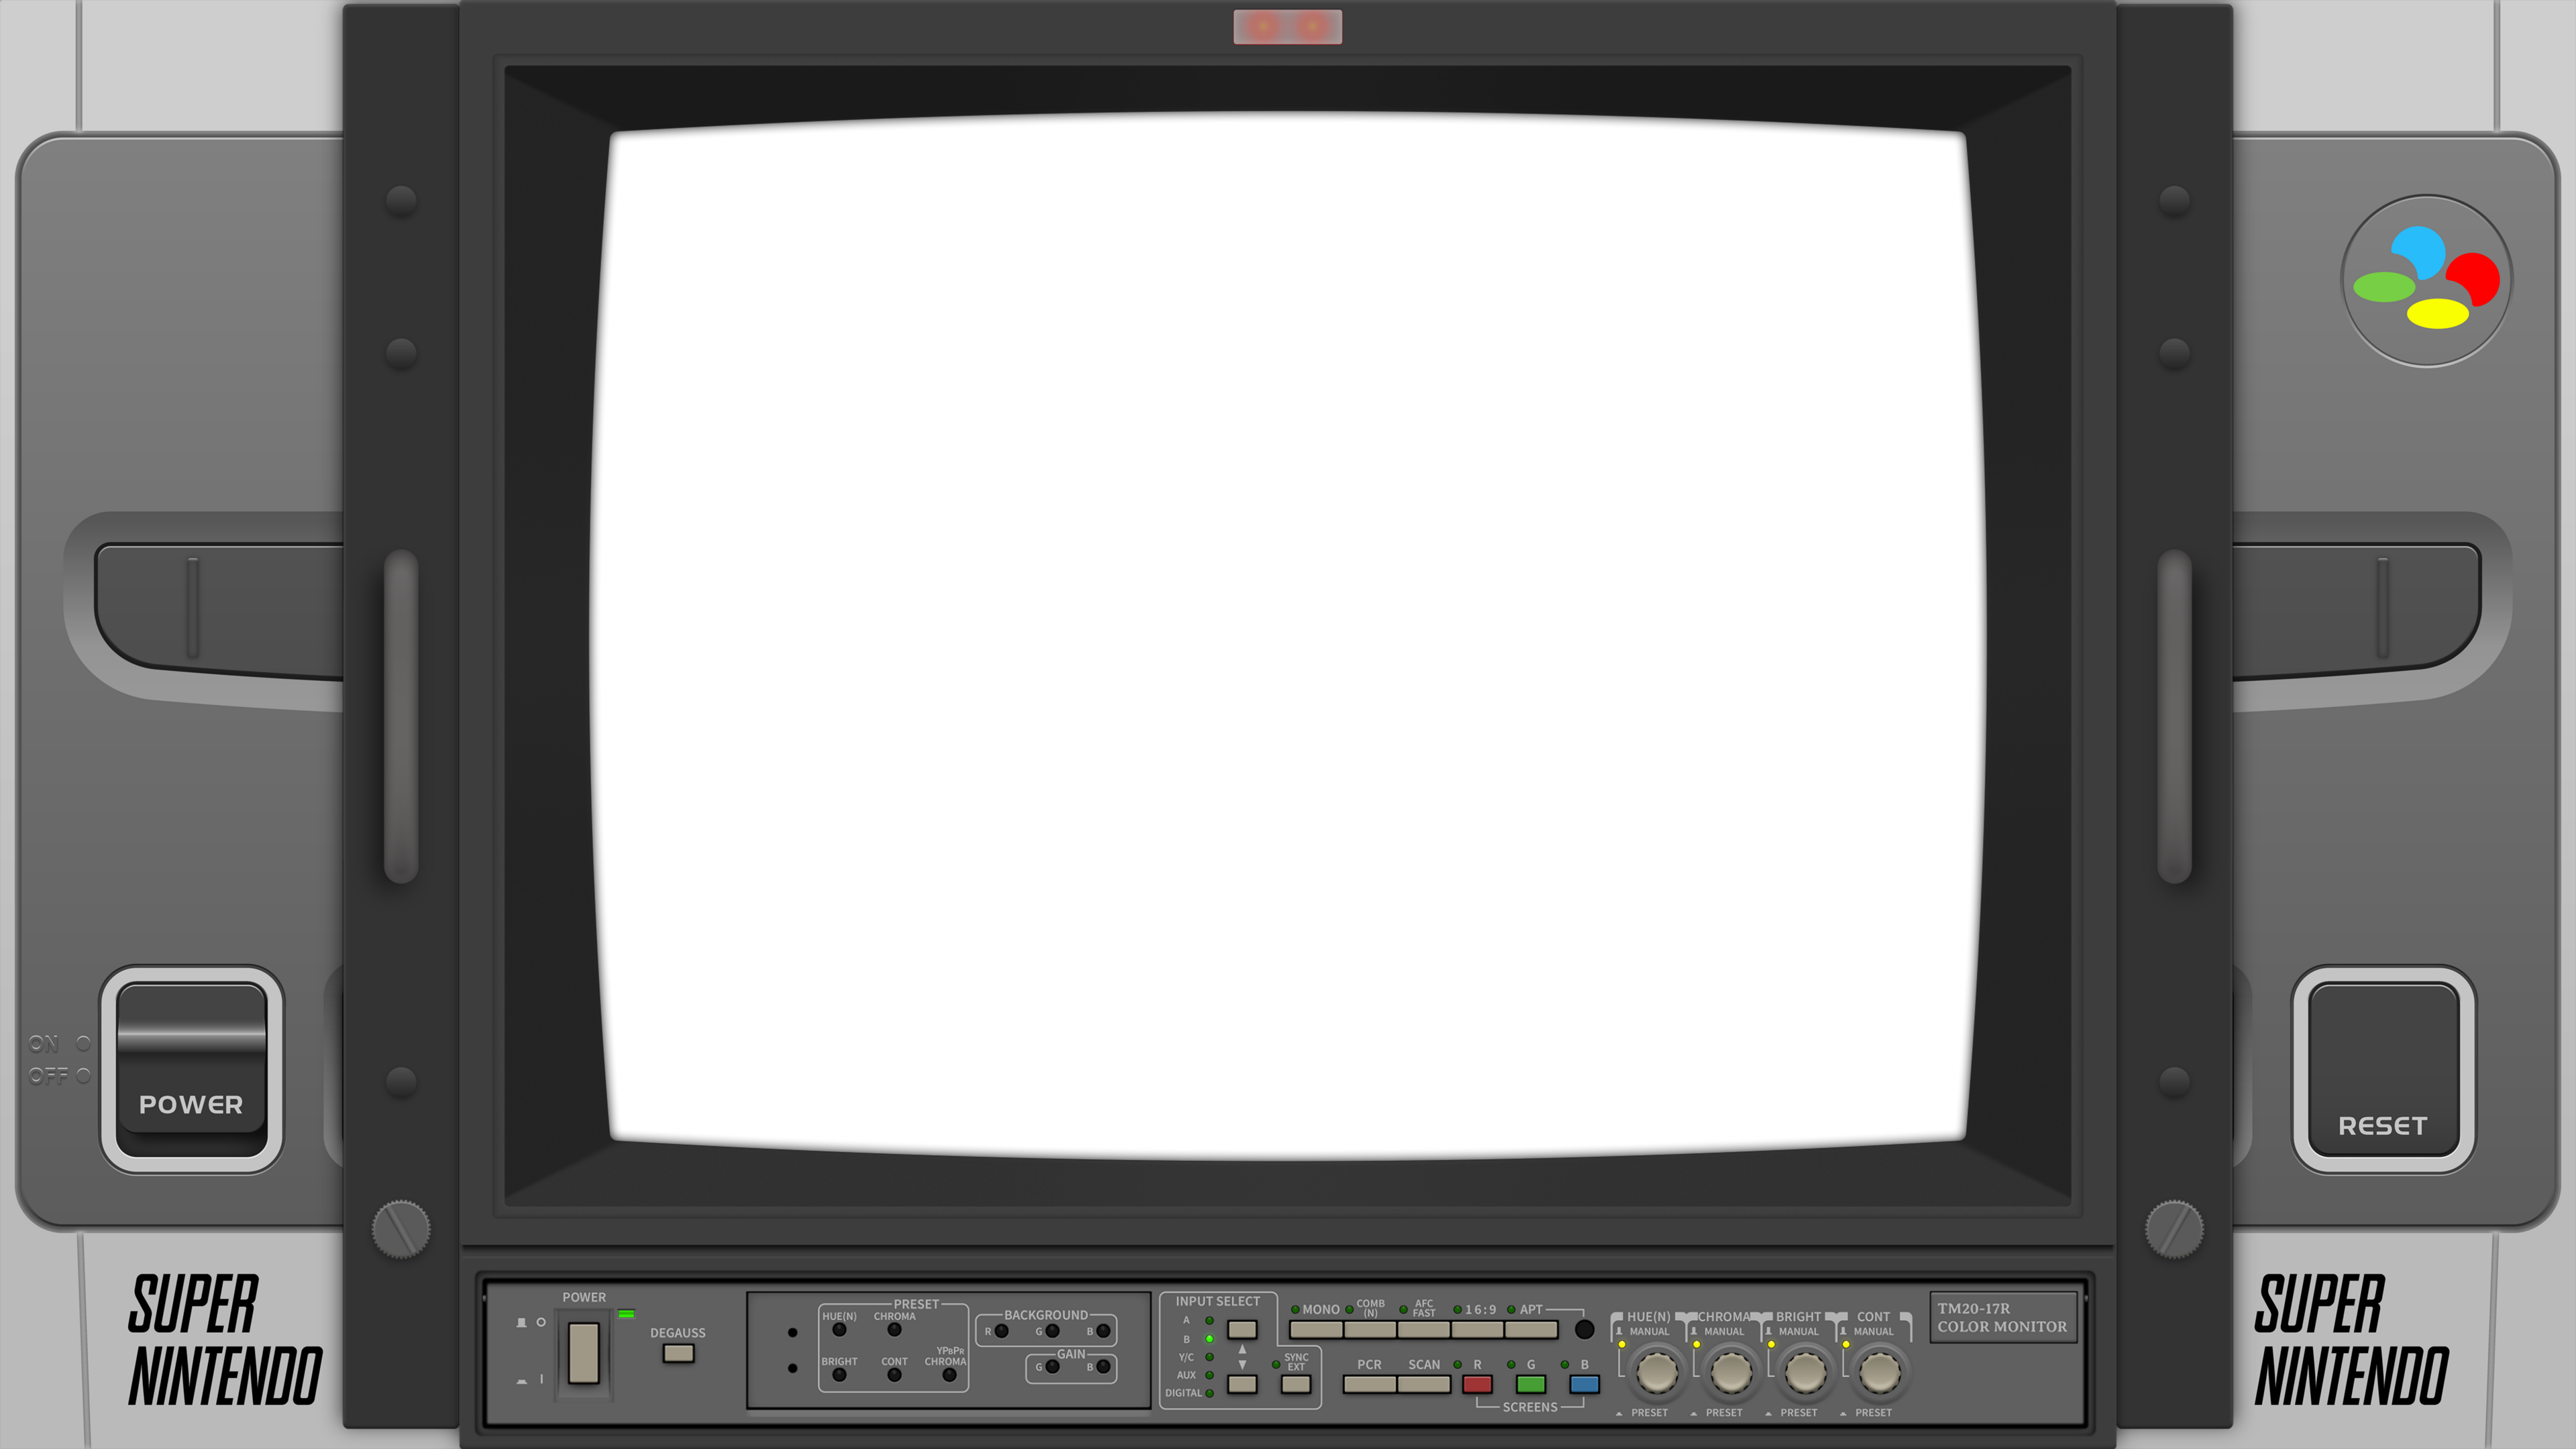 ON
OFF
POWER
RESET
SUPER
NINTENDO
SUPER
NINTENDO
POWER
DEGAUSS
PRESET
HUE(N) CHROMA
BRIGHT CONT YPBPR
CHROMA
BACKGROUND
R G B
GAIN
G B
INPUT SELECT
A
B
Y/C
AUX
DIGITAL
SYNC
EXT
MONO COMB
(N) AFC
FAST 16:9 APT
PCR SCAN R G B
SCREENS
HUE(N) CHROMA BRIGHT CONT
MANUAL MANUAL MANUAL MANUAL
PRESET PRESET PRESET PRESET
TM20-17R
COLOR MONITOR